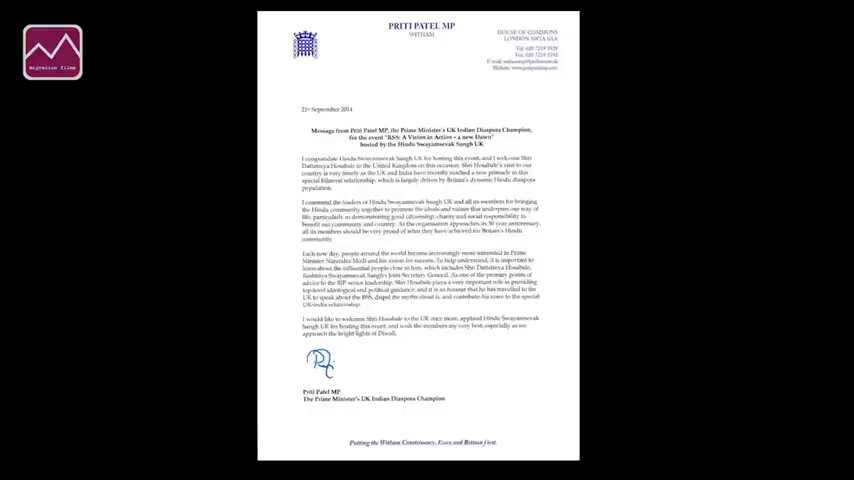 migration films
PRITI PATEL MP
WITHAM
HOUSE OF COMMONS
LONDON SW1A 0AA
21st September 2014
Message from Priti Patel MP, the Prime Minister's UK Indian Diaspora Champion,
for the event "RSS: A Vision in Action – a new Dawn"
hosted by the Hindu Swayamsevak Sangh UK
I congratulate Hindu Swayamsevak Sangh UK for hosting this event, and I welcome Shri
Dattatreya Hosabale to the United Kingdom on this occasion. Shri Hosabale's visit to our
country is very timely as the UK and India have recently reached a new pinnacle in this
special bilateral relationship, which is largely driven by Britain's dynamic Hindu diaspora
population.
I commend the leaders of Hindu Swayamsevak Sangh UK and all its members for bringing
the Hindu community together to promote the ideals and values that underpins our way of
life, particularly in demonstrating good citizenship, charity and social responsibility to
benefit our community and country. As the organisation approaches its 50 year anniversary,
all its members should be very proud of what they have achieved for Britain's Hindu
community.
Each new day, people around the world become increasingly more interested in Prime
Minister Narendra Modi and his vision for success. To help understand, it is important to
learn about the influential people close to him, which includes Shri Dattatreya Hosabale,
Rashtriya Swayamsevak Sangh's Joint Secretary General. As one of the primary points of
advice to the BJP senior leadership, Shri Hosabale plays a very important role in providing
top-level ideological and political guidance, and it is an honour that he has travelled to the
UK to speak about the RSS, dispel the myths about it, and contribute his voice to the special
UK-India relationship.
I would like to welcome Shri Hosabale to the UK once more, applaud Hindu Swayamsevak
Sangh UK for hosting this event, and wish the members my very best, especially as we
approach the bright lights of Diwali.
Priti Patel MP
The Prime Minister's UK Indian Diaspora Champion
Putting the Witham Constituency, Essex and Britain first.